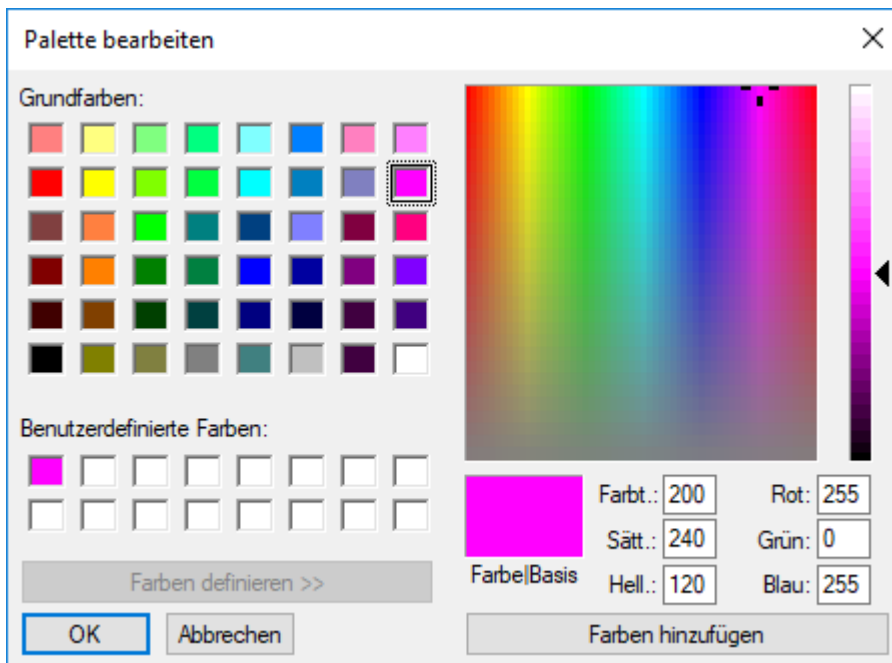 Palette bearbeiten
Grundfarben:
Benutzerdefinierte Farben:
Farben definieren >>
OK
Abbrechen
Farbe|Basis
Farbt.: 200
Sätt.: 240
Hell.: 120
Rot: 255
Grün: 0
Blau: 255
Farben hinzufügen